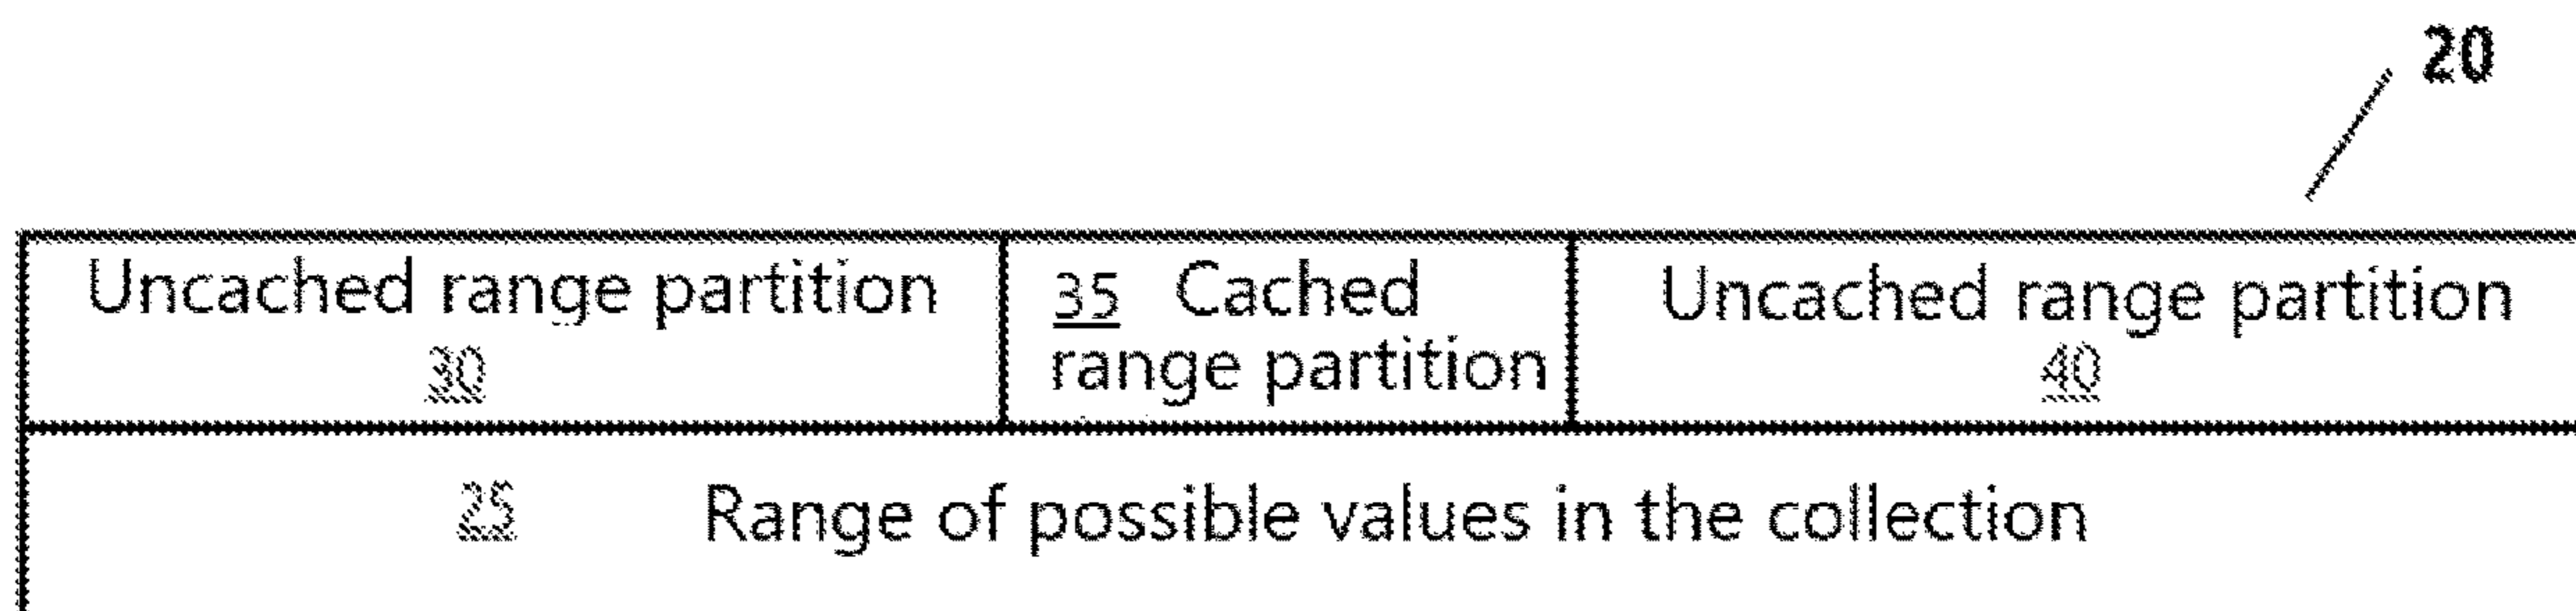 20
Uncached range partition
30
35 Cached
range partition
Uncached range partition
40
25 Range of possible values in the collection